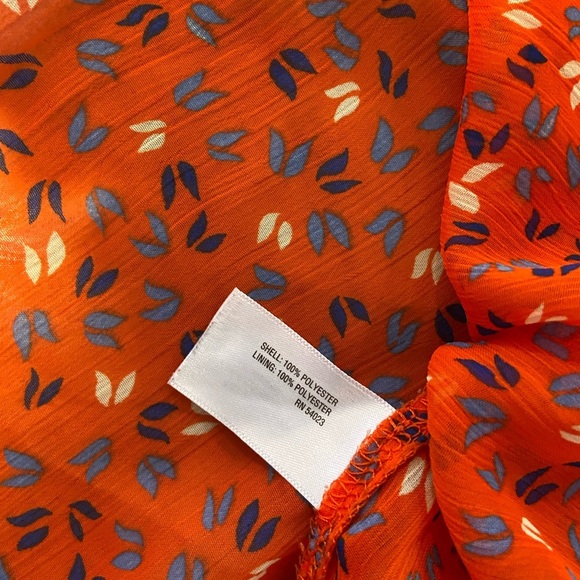 SHELL: 100% POLYESTER
LINING: 100% POLYESTER
RN 54023